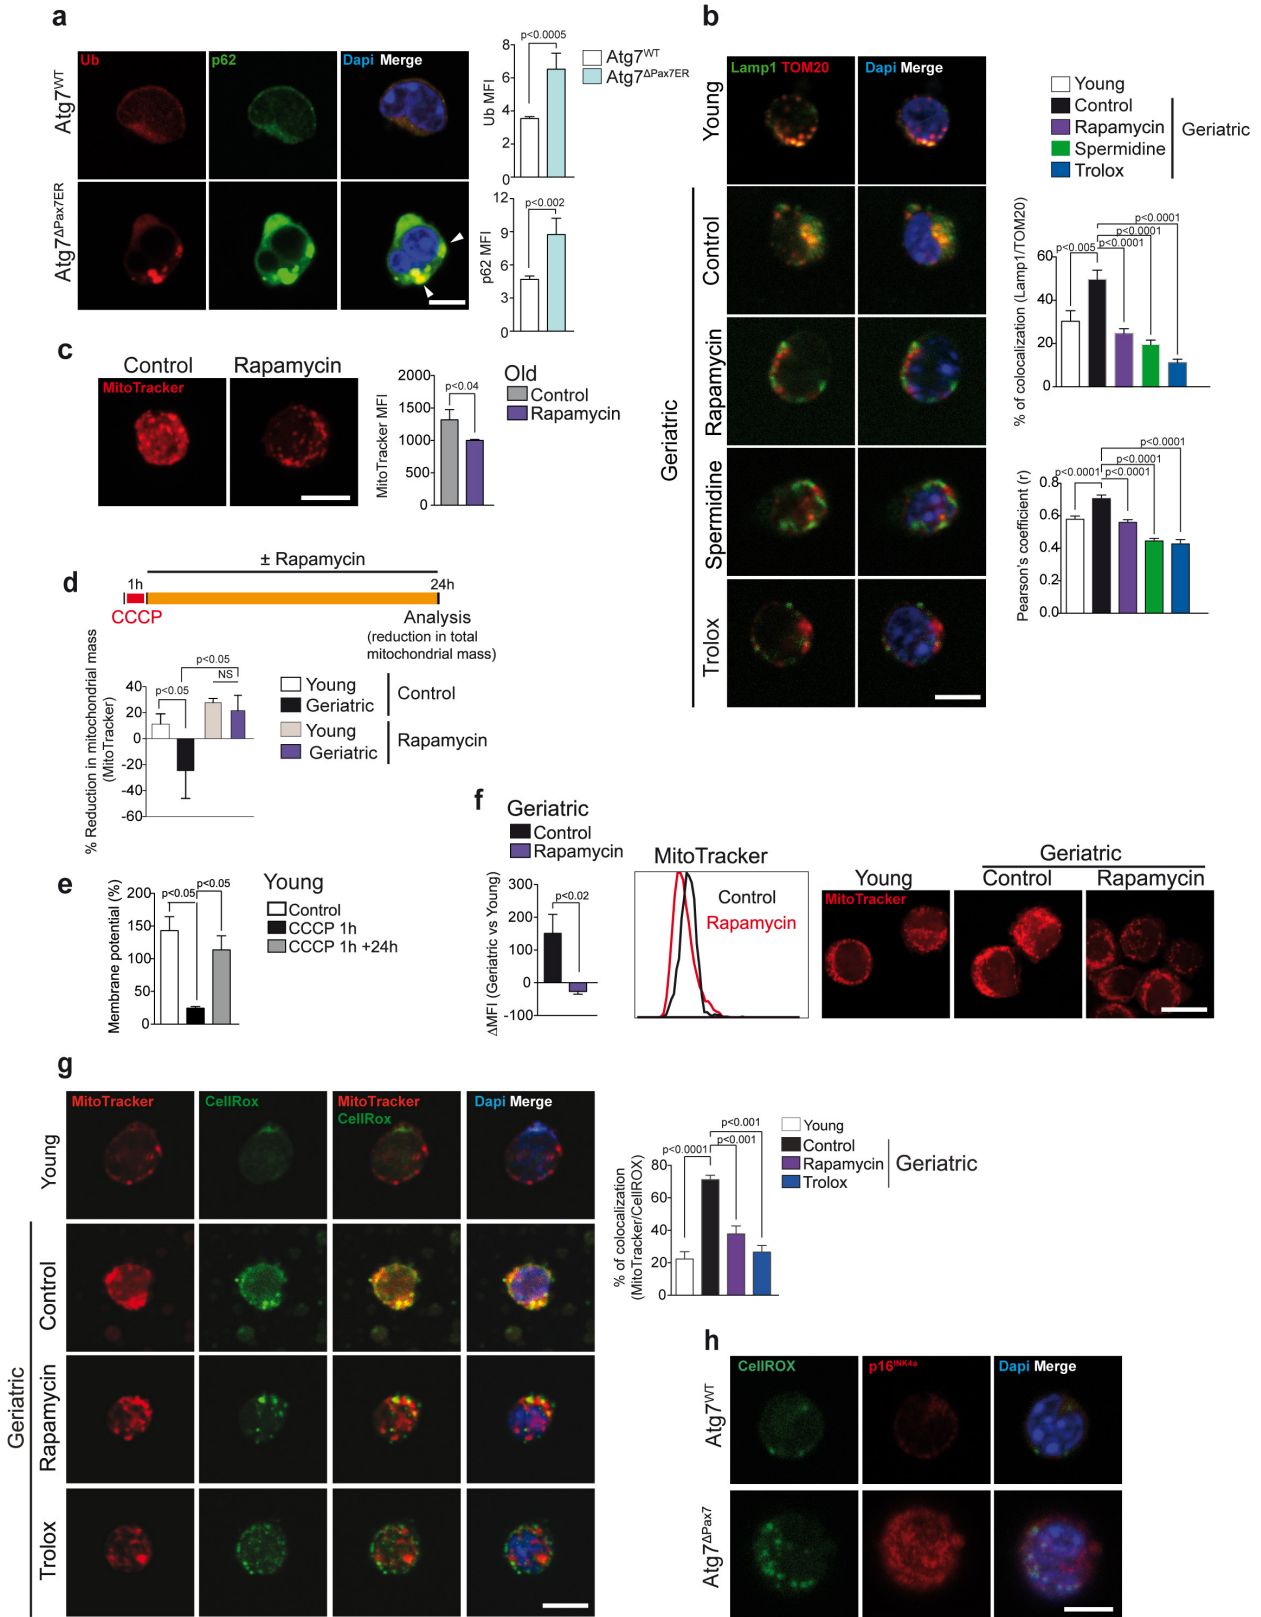 a
Ub
p62
Dapi Merge
Atg7WT
Atg7ΔPax7ER
p<0.0005
Ub MFI
8
6
4
2
0
Atg7WT
Atg7ΔPax7ER
p<0.002
p62 MFI
12
9
6
3
0
b
Lamp1 TOM20
Dapi Merge
Young
Control
Rapamycin
Spermidine
Trolox
Geriatric
Young
Control
Rapamycin
Spermidine
Trolox
Geriatric
% of colocalization (Lamp1/TOM20)
p<0.0001
p<0.0001
p<0.005
p<0.0001
60
40
20
0
Pearson's coefficient (r)
p<0.0001
p<0.0001
p<0.0001
p<0.0001
0.8
0.6
0.4
0.2
0.0
c
Control
Rapamycin
MitoTracker
MitoTracker MFI
2000
1500
1000
500
0
p<0.04
Old
Control
Rapamycin
d
± Rapamycin
1h
24h
CCCP
Analysis
(reduction in total
mitochondrial mass)
% Reduction in mitochondrial mass
(MitoTracker)
p<0.05
NS
p<0.05
40
20
0
-20
-40
-60
Young
Geriatric
Control
Young
Geriatric
Rapamycin
e
Membrane potential (%)
200
150
100
50
0
p<0.05
p<0.05
Young
Control
CCCP 1h
CCCP 1h +24h
f
Geriatric
Control
Rapamycin
ΔMFI (Geriatric vs Young)
300
200
100
0
-100
p<0.02
MitoTracker
Control
Rapamycin
Geriatric
Young
Control
Rapamycin
MitoTracker
g
MitoTracker
CellRox
MitoTracker
CellRox
Dapi Merge
Young
Control
Rapamycin
Trolox
Geriatric
% of colocalization
(MitoTracker/CellROX)
p<0.001
p<0.001
p<0.0001
80
60
40
20
0
Young
Control
Rapamycin
Trolox
Geriatric
h
CellROX
p16INK4a
Dapi Merge
Atg7WT
Atg7ΔPax7